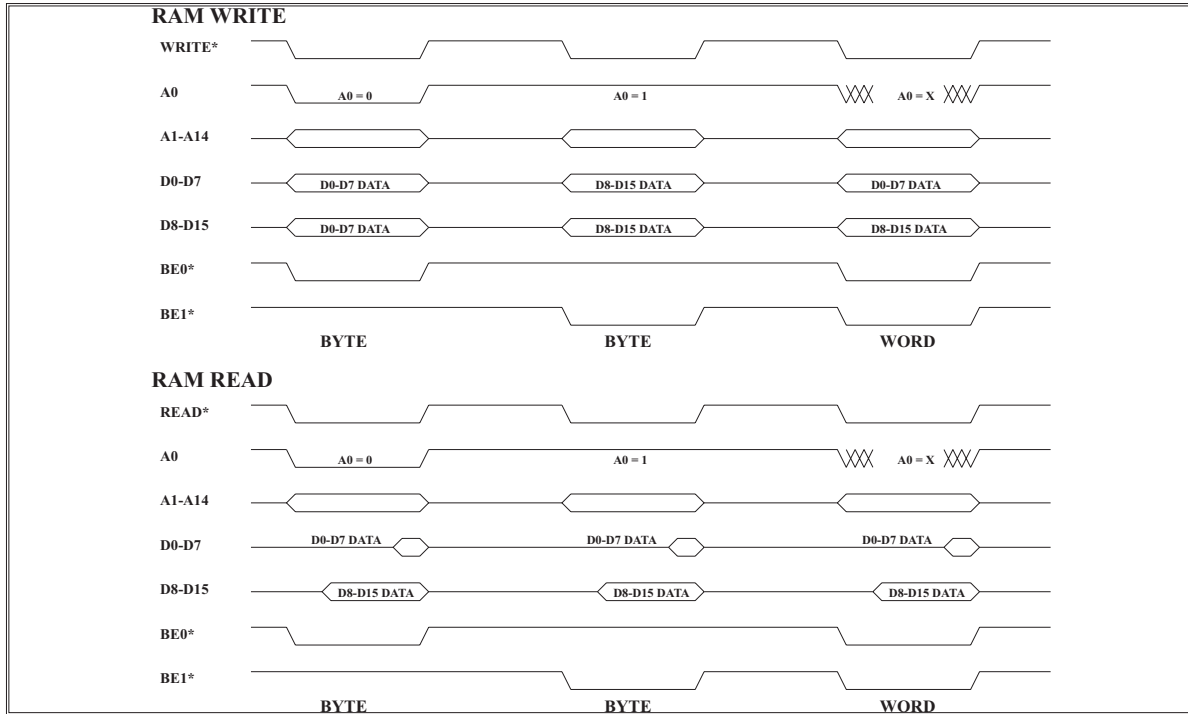 RAM WRITE
WRITE*
A0 A0 = 0 A0 = 1 A0 = X
A1-A14
D0-D7 D0-D7 DATA D8-D15 DATA D0-D7 DATA
D8-D15 D0-D7 DATA D8-D15 DATA D8-D15 DATA
BE0*
BE1*
BYTE BYTE WORD
RAM READ
READ*
A0 A0 = 0 A0 = 1 A0 = X
A1-A14
D0-D7 D0-D7 DATA D0-D7 DATA D0-D7 DATA
D8-D15 D8-D15 DATA D8-D15 DATA D8-D15 DATA
BE0*
BE1*
BYTE BYTE WORD